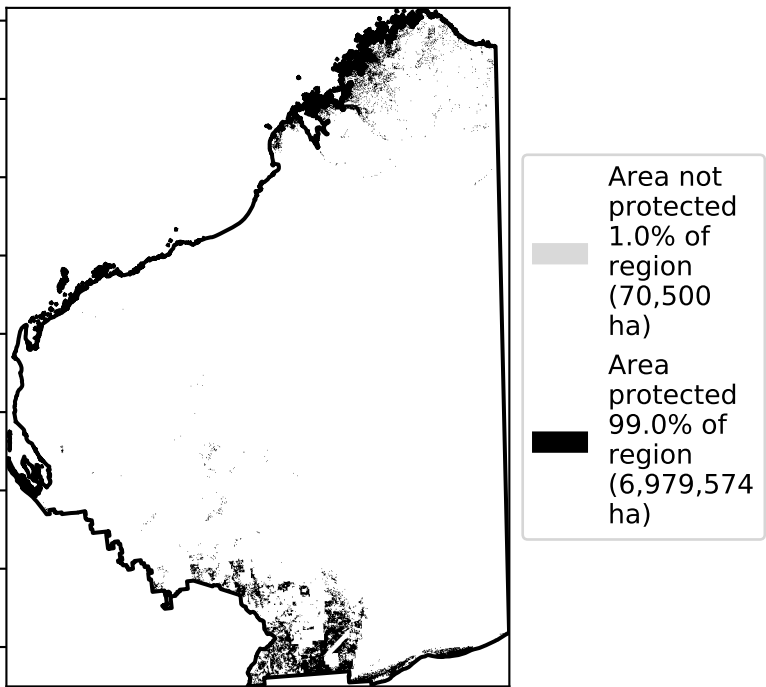 Area not
protected
1.0% of
region
(70,500
ha)
Area
protected
99.0% of
region
(6,979,574
ha)